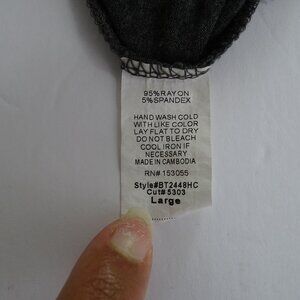 95%RAYON
5%SPANDEX
HAND WASH COLD
WITH LIKE COLOR
LAY FLAT TO DRY
DO NOT BLEACH
COOL IRON IF
NECESSARY
MADE IN CAMBODIA
RN# 153055
Style#BT2448HC
Cut# 5303
Large